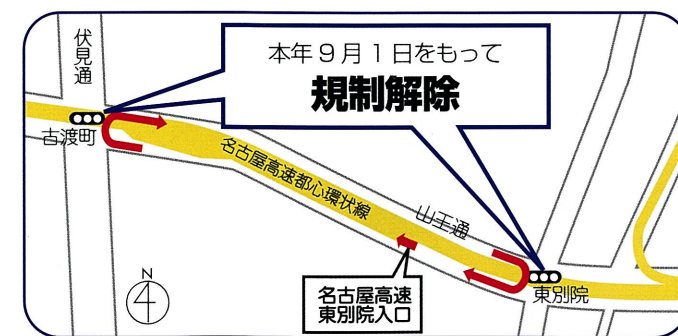 伏見通
本年9月1日をもって
規制解除
古渡町
名古屋高速都心環状線
山王通
N
名古屋高速
東別院入口
東別院